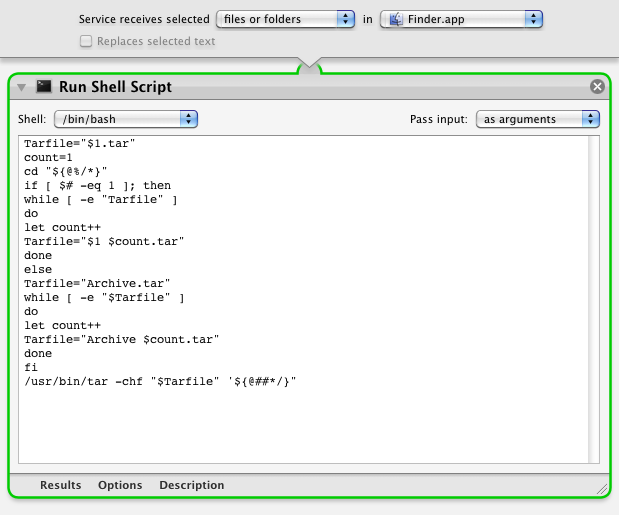 Service receives selected files or folders in Finder.app
Replaces selected text
Run Shell Script
Shell: /bin/bash Pass input: as arguments
Tarfile="$1.tar"
count=1
cd "${@%/*}"
if [ $# -eq 1 ]; then
while [ -e "Tarfile" ]
do
let count++
Tarfile="$1 $count.tar"
done
else
Tarfile="Archive.tar"
while [ -e "$Tarfile" ]
do
let count++
Tarfile="Archive $count.tar"
done
fi
/usr/bin/tar -chf "$Tarfile" '${@##*/}"
Results Options Description